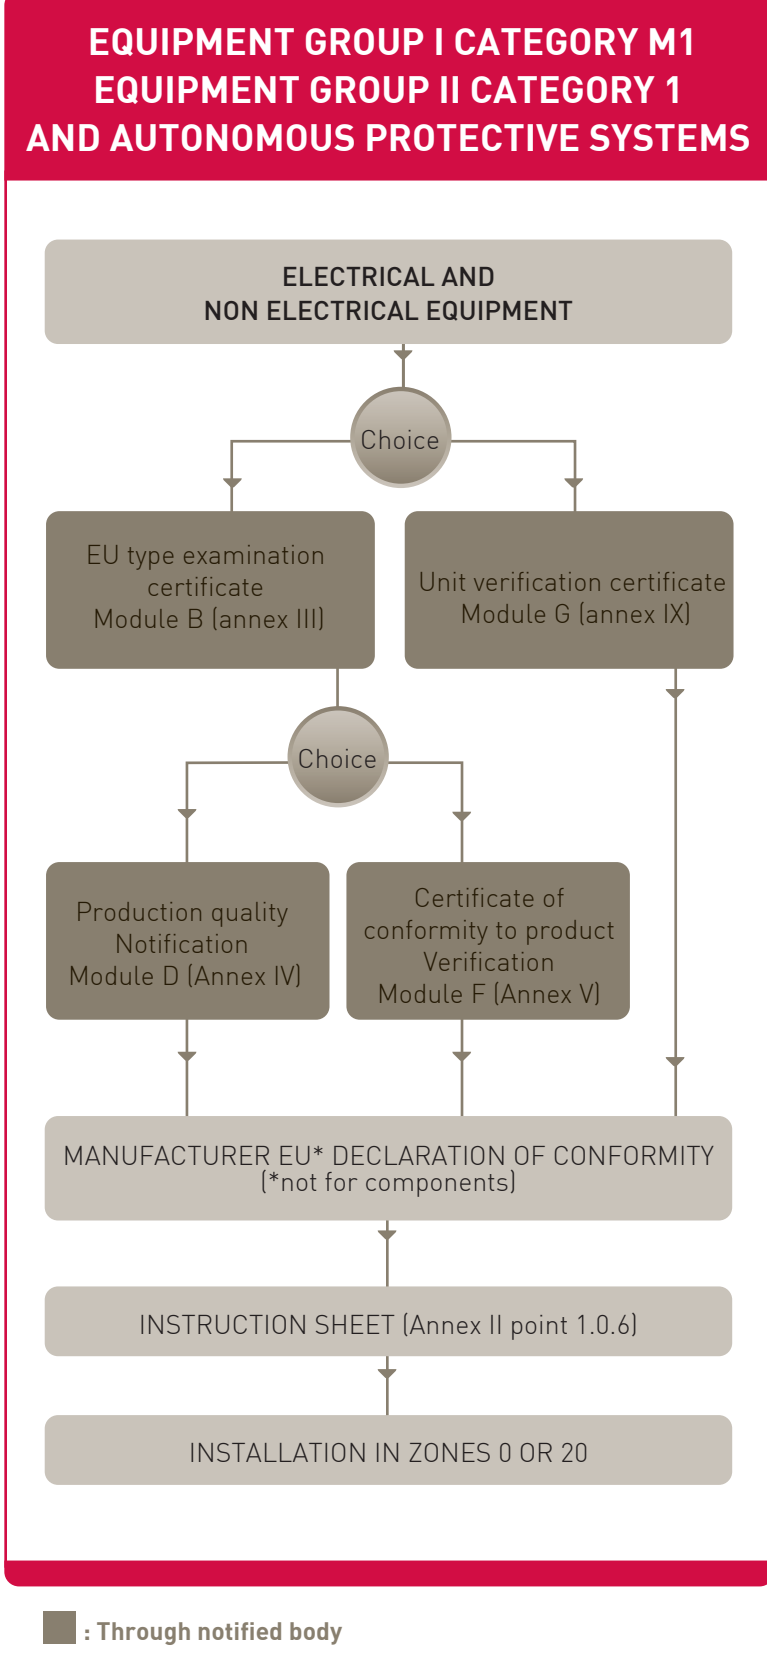 EQUIPMENT GROUP I CATEGORY M1
EQUIPMENT GROUP II CATEGORY 1
AND AUTONOMOUS PROTECTIVE SYSTEMS
ELECTRICAL AND
NON ELECTRICAL EQUIPMENT
Choice
EU type examination
certificate
Module B (annex III)
Unit verification certificate
Module G (annex IX)
Choice
Production quality
Notification
Module D (Annex IV)
Certificate of
conformity to product
Verification
Module F (Annex V)
MANUFACTURER EU* DECLARATION OF CONFORMITY
(*not for components)
INSTRUCTION SHEET (Annex II point 1.0.6)
INSTALLATION IN ZONES 0 OR 20
: Through notified body